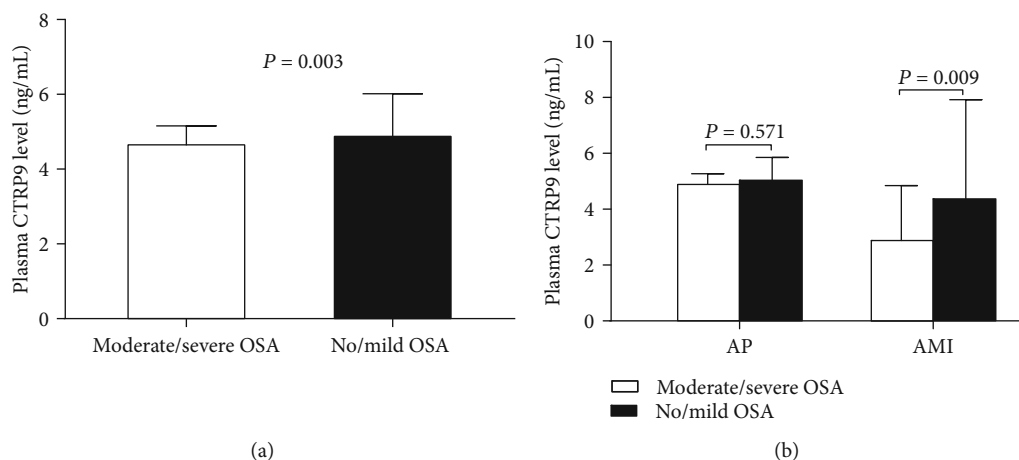 Plasma CTRP9 level (ng/mL)
8
6
4
2
0
P = 0.003
Moderate/severe OSA
No/mild OSA
(a)
Plasma CTRP9 level (ng/mL)
10
8
6
4
2
0
P = 0.571
P = 0.009
AP
AMI
Moderate/severe OSA
No/mild OSA
(b)